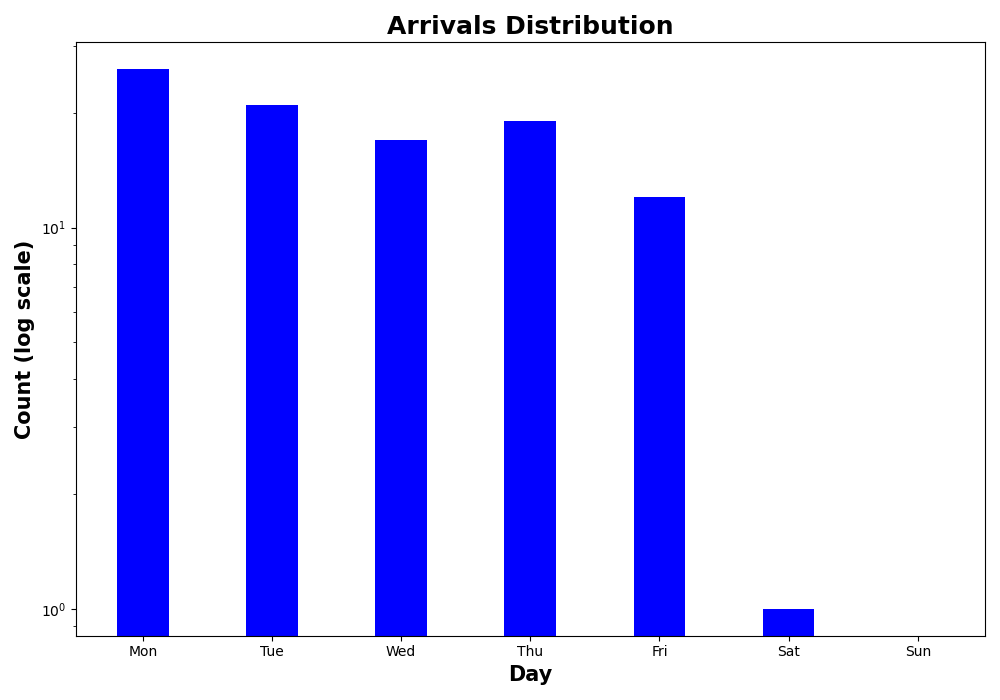 Arrivals Distribution
Count (log scale)
10¹
10⁰
Mon Tue Wed Thu Fri Sat Sun
Day